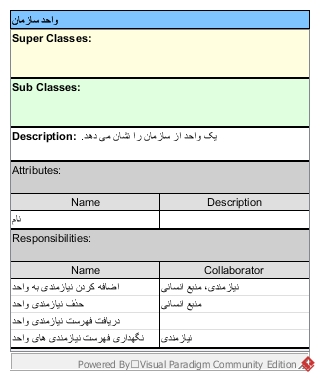 واحد سازمان
Super Classes:
Sub Classes:
Description: یک واحد از سازمان را نشان می دهد.
Attributes:
Name Description
نام
Responsibilities:
Name Collaborator
اضافه کردن نیازمندی به واحد نیازمندی، منبع انسانی
حذف نیازمندی واحد منبع انسانی
دریافت فهرست نیازمندی واحد
نگهداری فهرست نیازمندی های واحد نیازمندی
Powered By□Visual Paradigm Community Edition